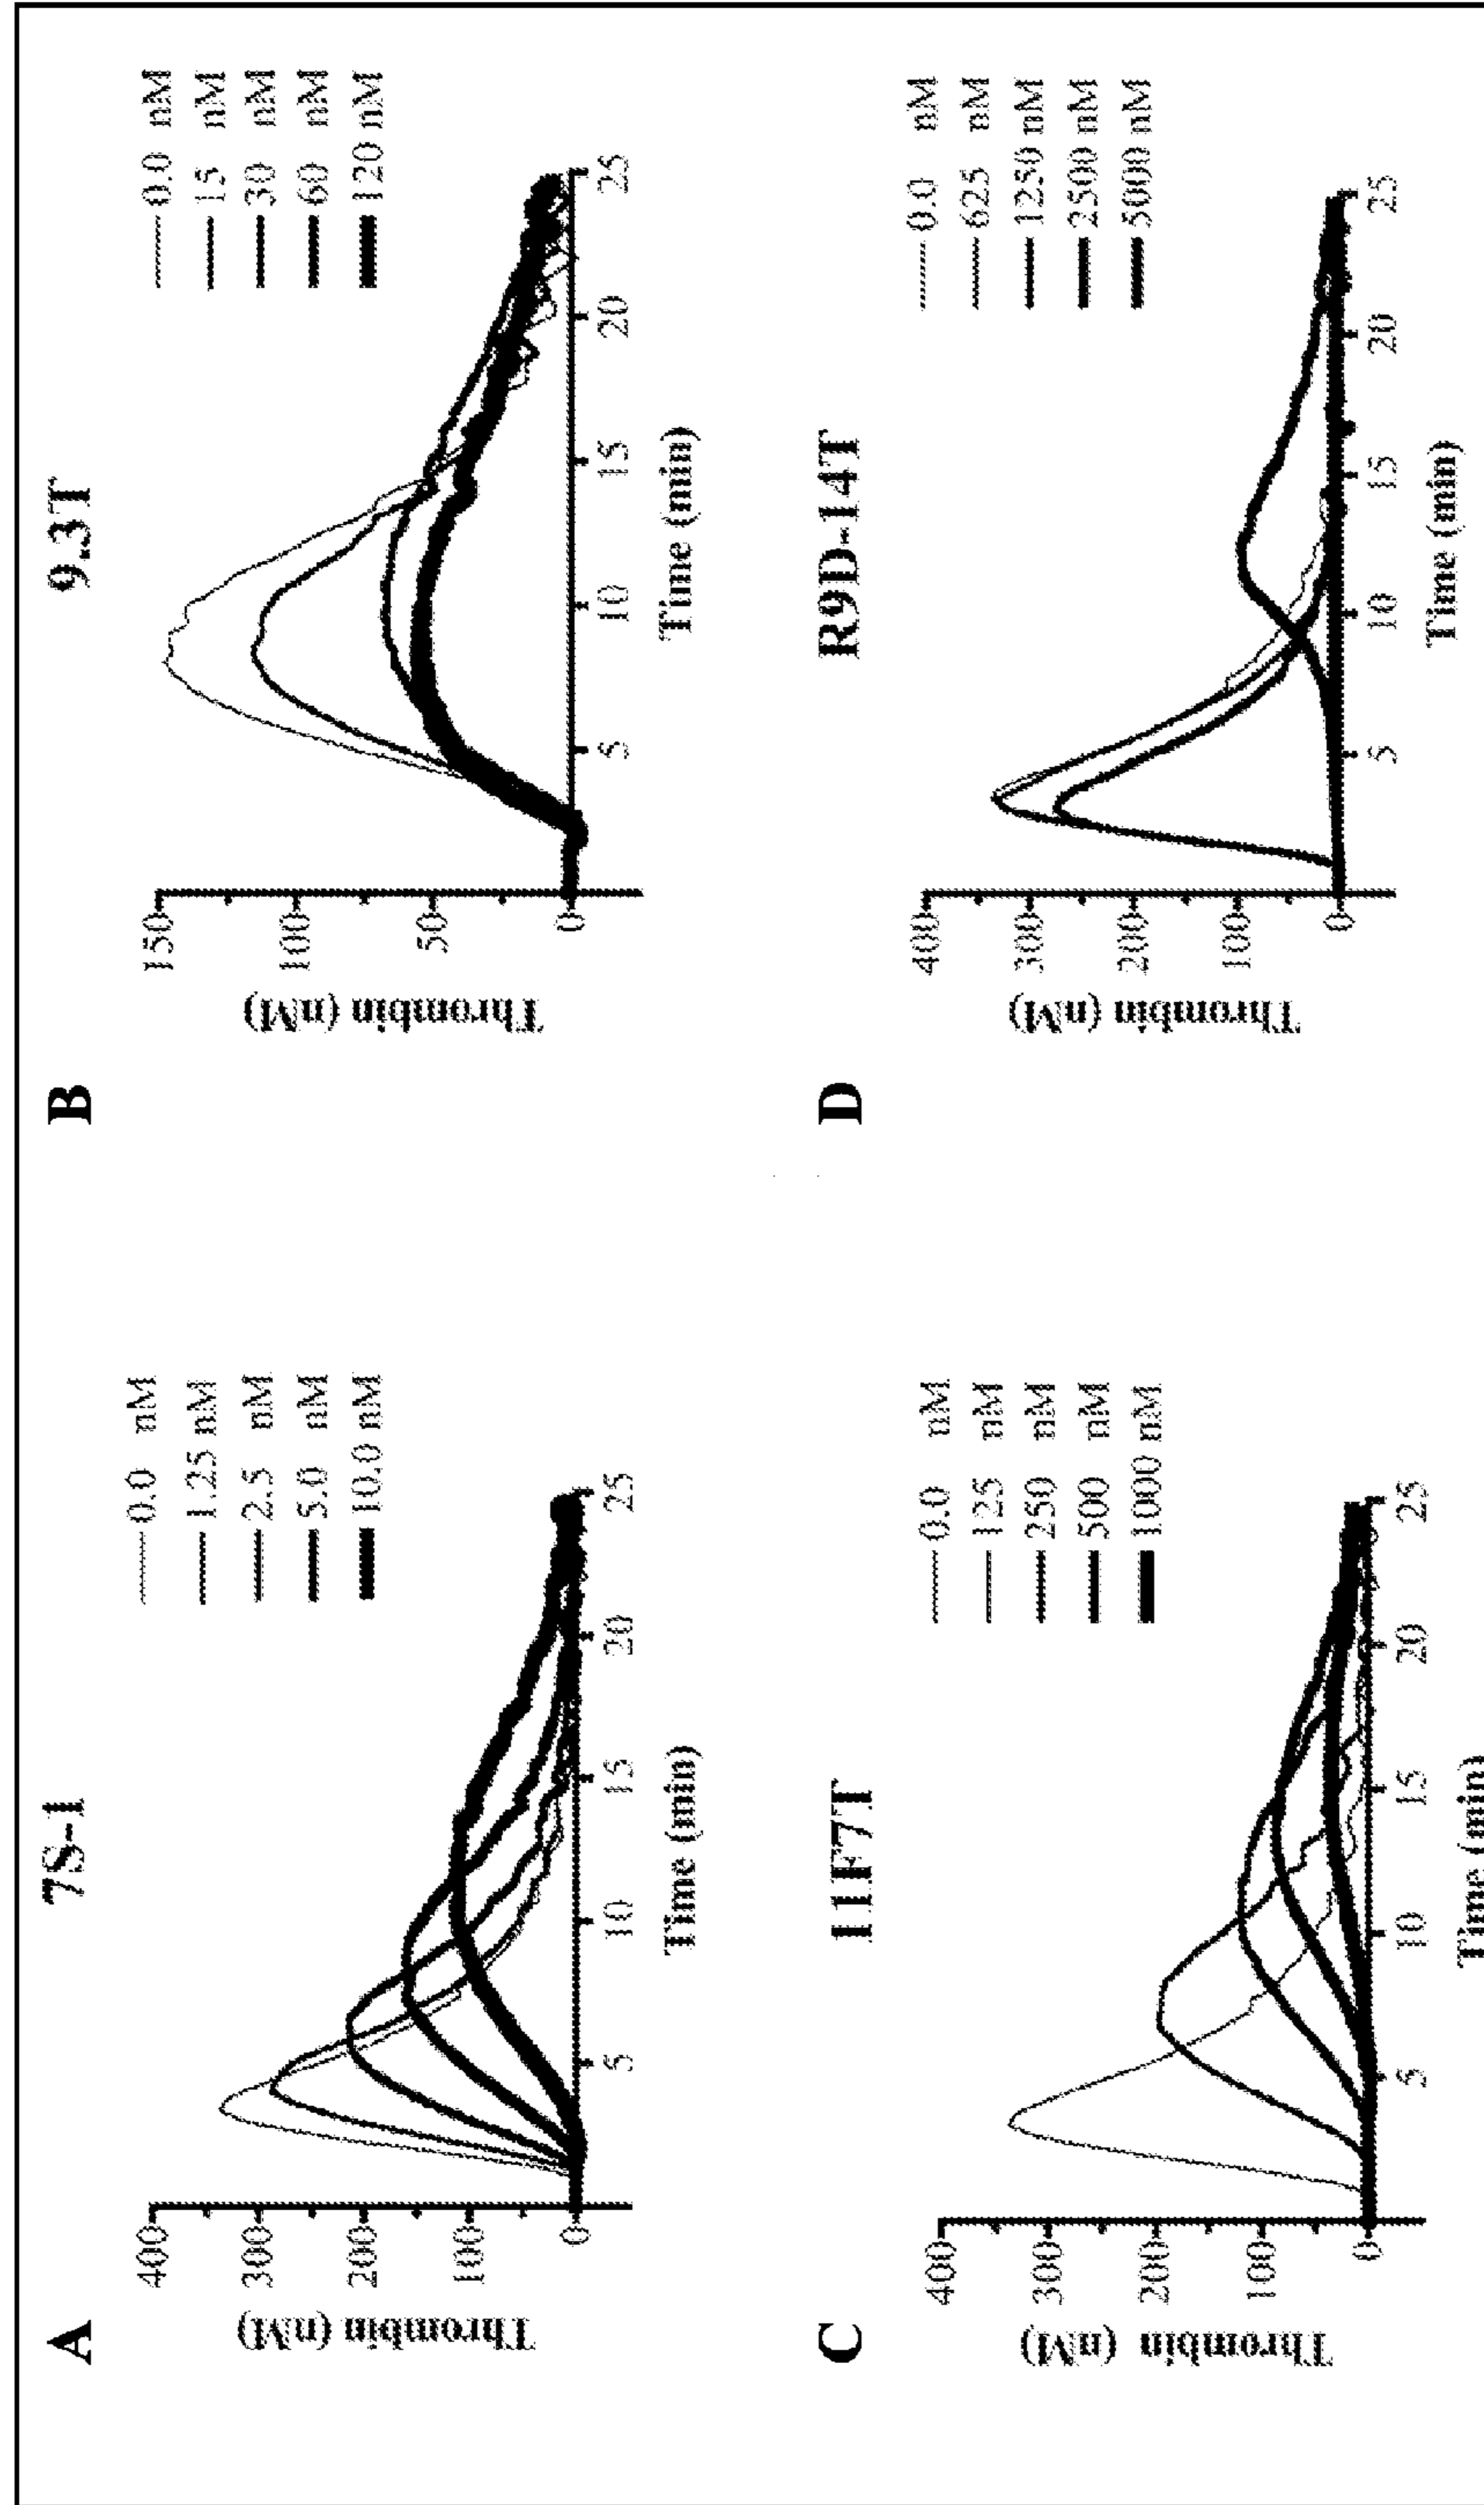 A
7S-1
Thrombin (nM)
400
300
200
100
0
5
10
15
20
25
Time (min)
0.0 nM
1.25 nM
2.5 nM
5.0 nM
10.0 nM
B
9.3T
Thrombin (nM)
150
100
50
0
5
10
15
20
25
Time (min)
0.0 nM
15 nM
30 nM
60 nM
120 nM
C
11F7T
Thrombin (nM)
400
300
200
100
0
5
10
15
20
25
Time (min)
0.0 nM
125 nM
250 nM
500 nM
1000 nM
D
R9D-14T
Thrombin (nM)
400
300
200
100
0
5
10
15
20
25
Time (min)
0.0 nM
625 nM
1250 nM
2500 nM
5000 nM